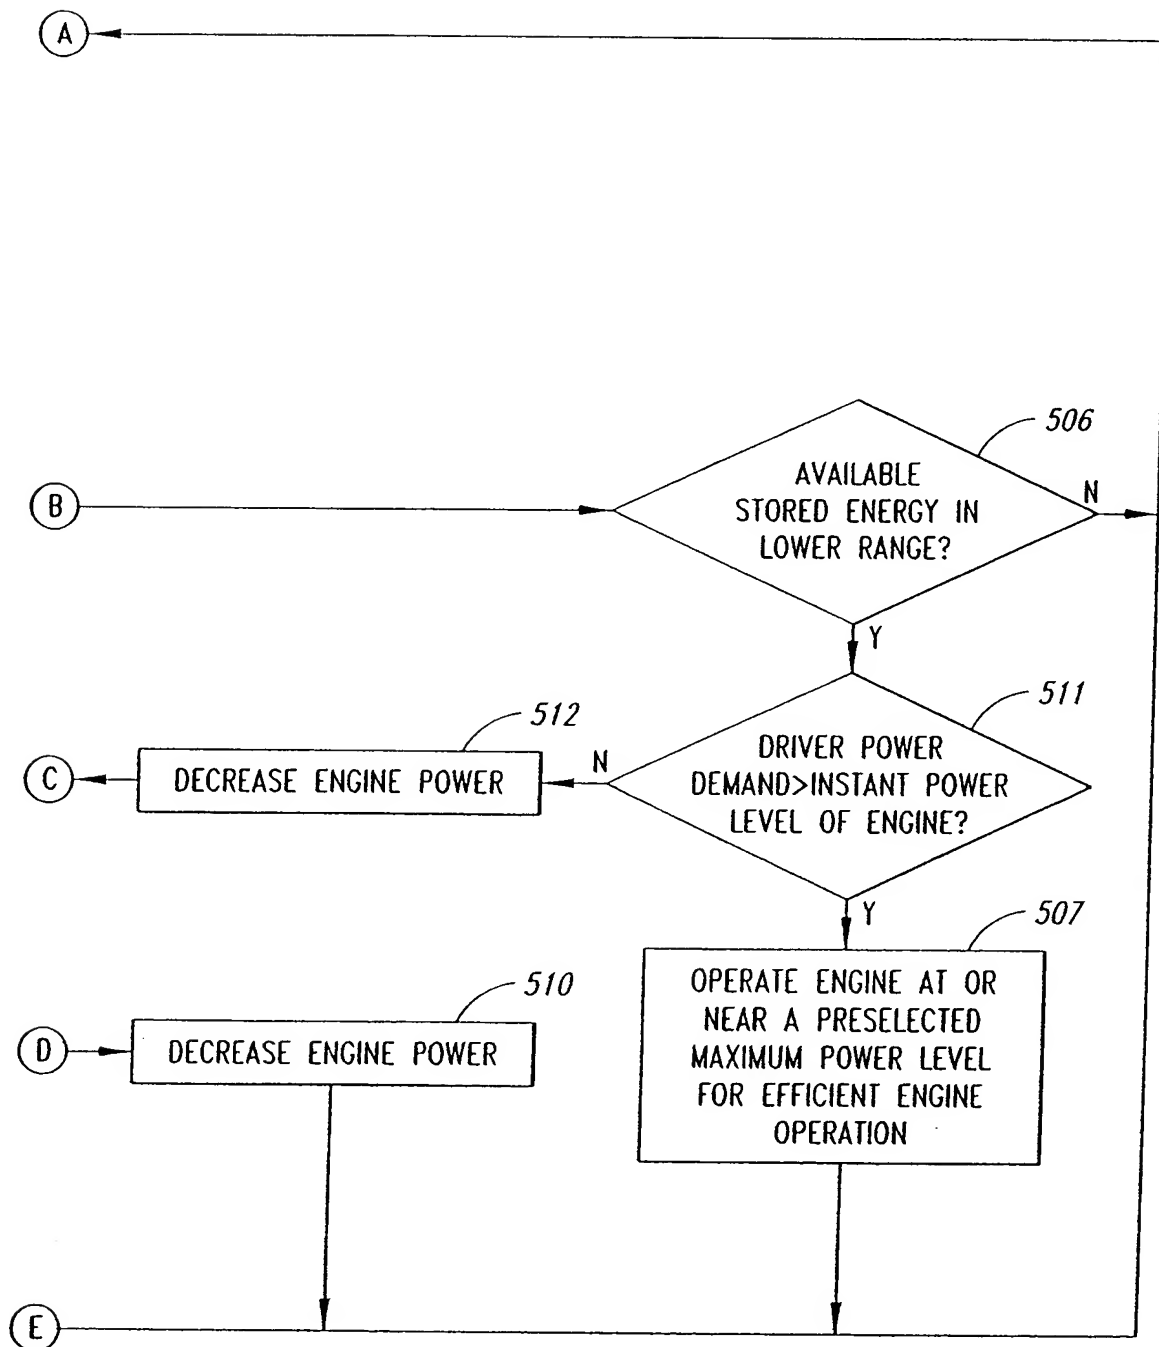 A
506
AVAILABLE
STORED ENERGY IN
LOWER RANGE?
N
B
Y
511
512
DRIVER POWER
DEMAND>INSTANT POWER
LEVEL OF ENGINE?
N
DECREASE ENGINE POWER
C
Y
507
OPERATE ENGINE AT OR
NEAR A PRESELECTED
MAXIMUM POWER LEVEL
FOR EFFICIENT ENGINE
OPERATION
510
D
DECREASE ENGINE POWER
E